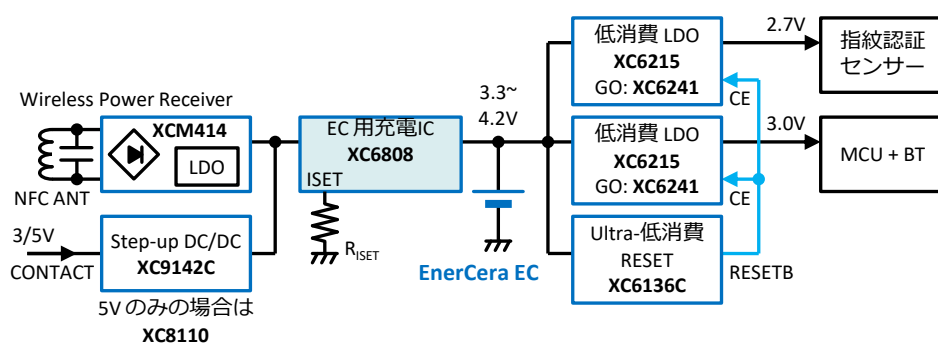 Wireless Power Receiver
XCM414
LDO
NFC ANT
3/5V
CONTACT
Step-up DC/DC
XC9142C
5V のみの場合は
XC8110
EC 用充電IC
XC6808
ISET
RISET
3.3~
4.2V
EnerCera EC
低消費 LDO
XC6215
GO: XC6241
CE
2.7V
指紋認証
センサー
低消費 LDO
XC6215
GO: XC6241
CE
3.0V
MCU + BT
Ultra-低消費
RESET
XC6136C
RESETB